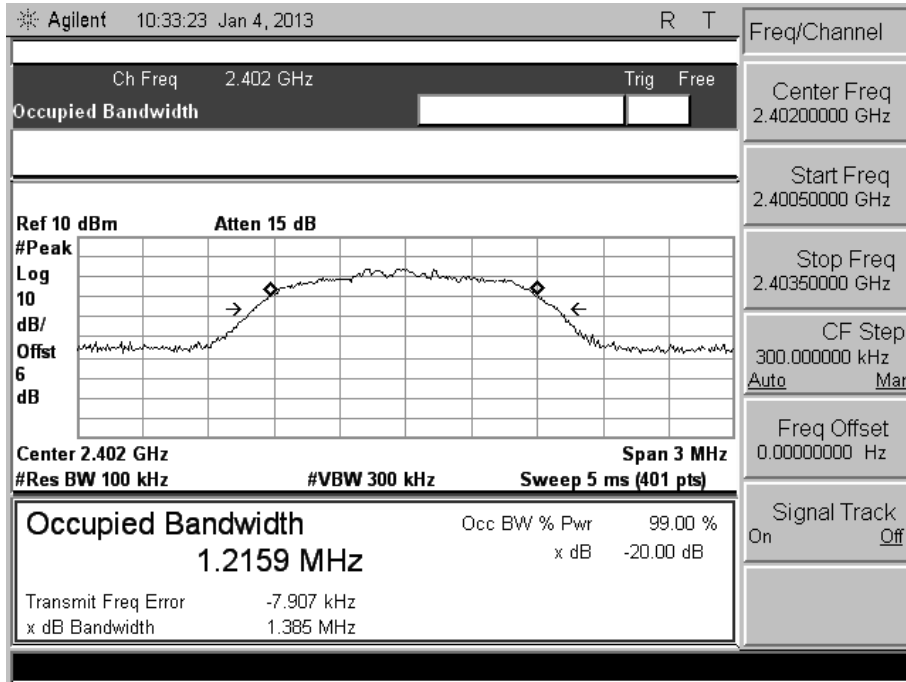 Agilent 10:33:23 Jan 4, 2013 R T
Freq/Channel
Ch Freq 2.402 GHz Trig Free
Occupied Bandwidth
Center Freq
2.40200000 GHz
Start Freq
2.40050000 GHz
Stop Freq
2.40350000 GHz
CF Step
300.000000 kHz
Auto Man
Freq Offset
0.00000000 Hz
Signal Track
On Off
Ref 10 dBm Atten 15 dB
#Peak
Log
10
dB/
Offst
6
dB
Center 2.402 GHz Span 3 MHz
#Res BW 100 kHz #VBW 300 kHz Sweep 5 ms (401 pts)
Occupied Bandwidth Occ BW % Pwr 99.00 %
1.2159 MHz x dB -20.00 dB
Transmit Freq Error -7.907 kHz
x dB Bandwidth 1.385 MHz